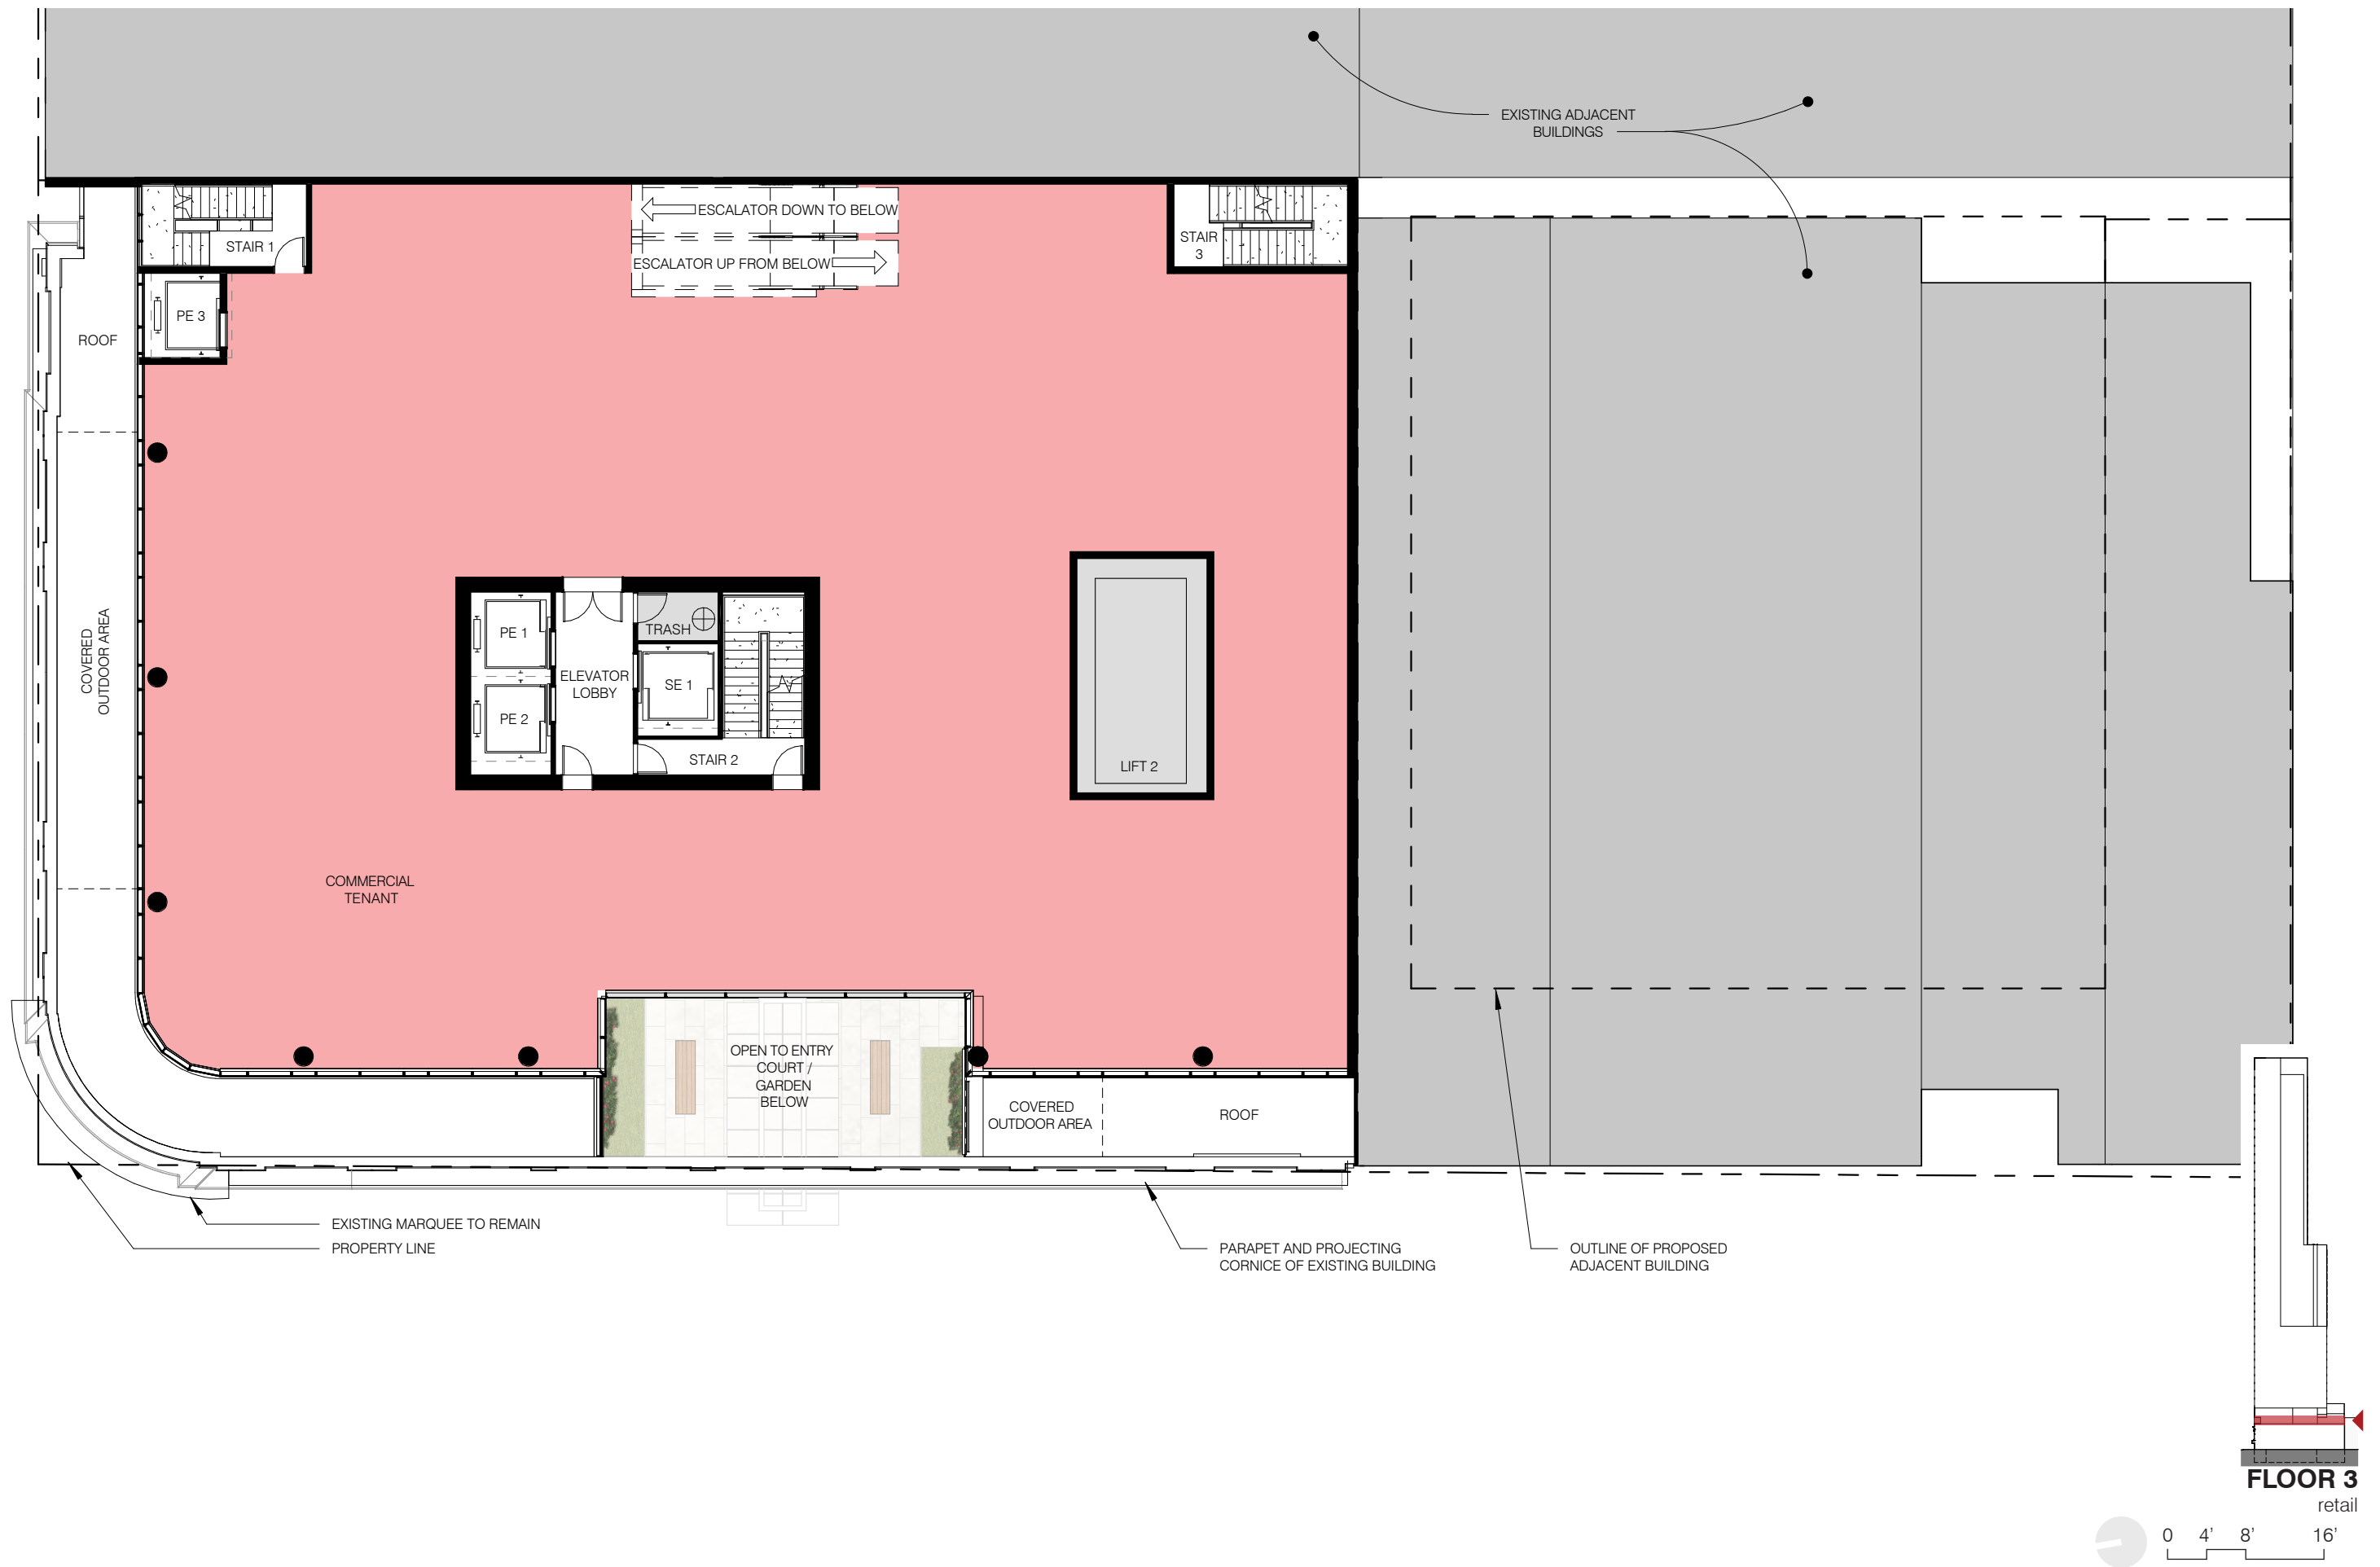 EXISTING ADJACENT
BUILDINGS
ESCALATOR DOWN TO BELOW
STAIR 1
STAIR
3
ESCALATOR UP FROM BELOW
PE 3
ROOF
COVERED
OUTDOOR AREA
PE 1
TRASH
ELEVATOR
LOBBY
SE 1
PE 2
STAIR 2
LIFT 2
COMMERCIAL
TENANT
OPEN TO ENTRY
COURT /
GARDEN
BELOW
COVERED
OUTDOOR AREA
ROOF
EXISTING MARQUEE TO REMAIN
PROPERTY LINE
PARAPET AND PROJECTING
CORNICE OF EXISTING BUILDING
OUTLINE OF PROPOSED
ADJACENT BUILDING
FLOOR 3
retail
0 4' 8' 16'